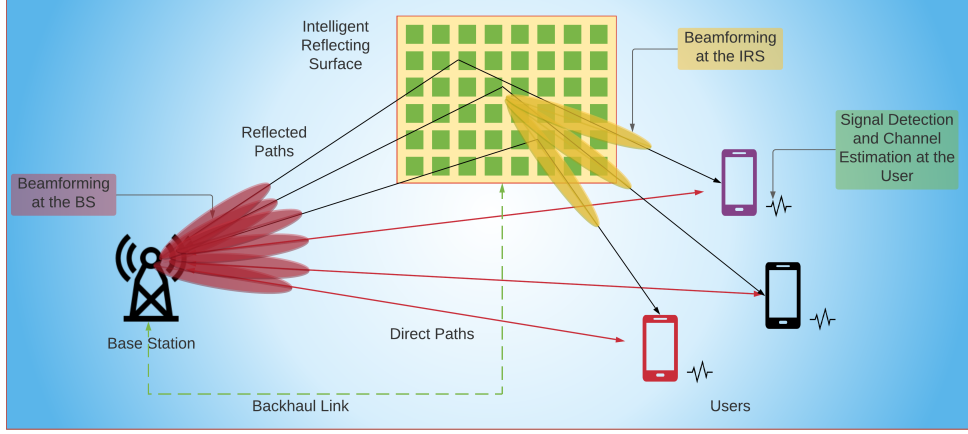 Intelligent
Reflecting
Surface
Beamforming
at the IRS
Reflected
Paths
Signal Detection
and Channel
Estimation at the
User
Beamforming
at the BS
Base Station
Direct Paths
Backhaul Link
Users